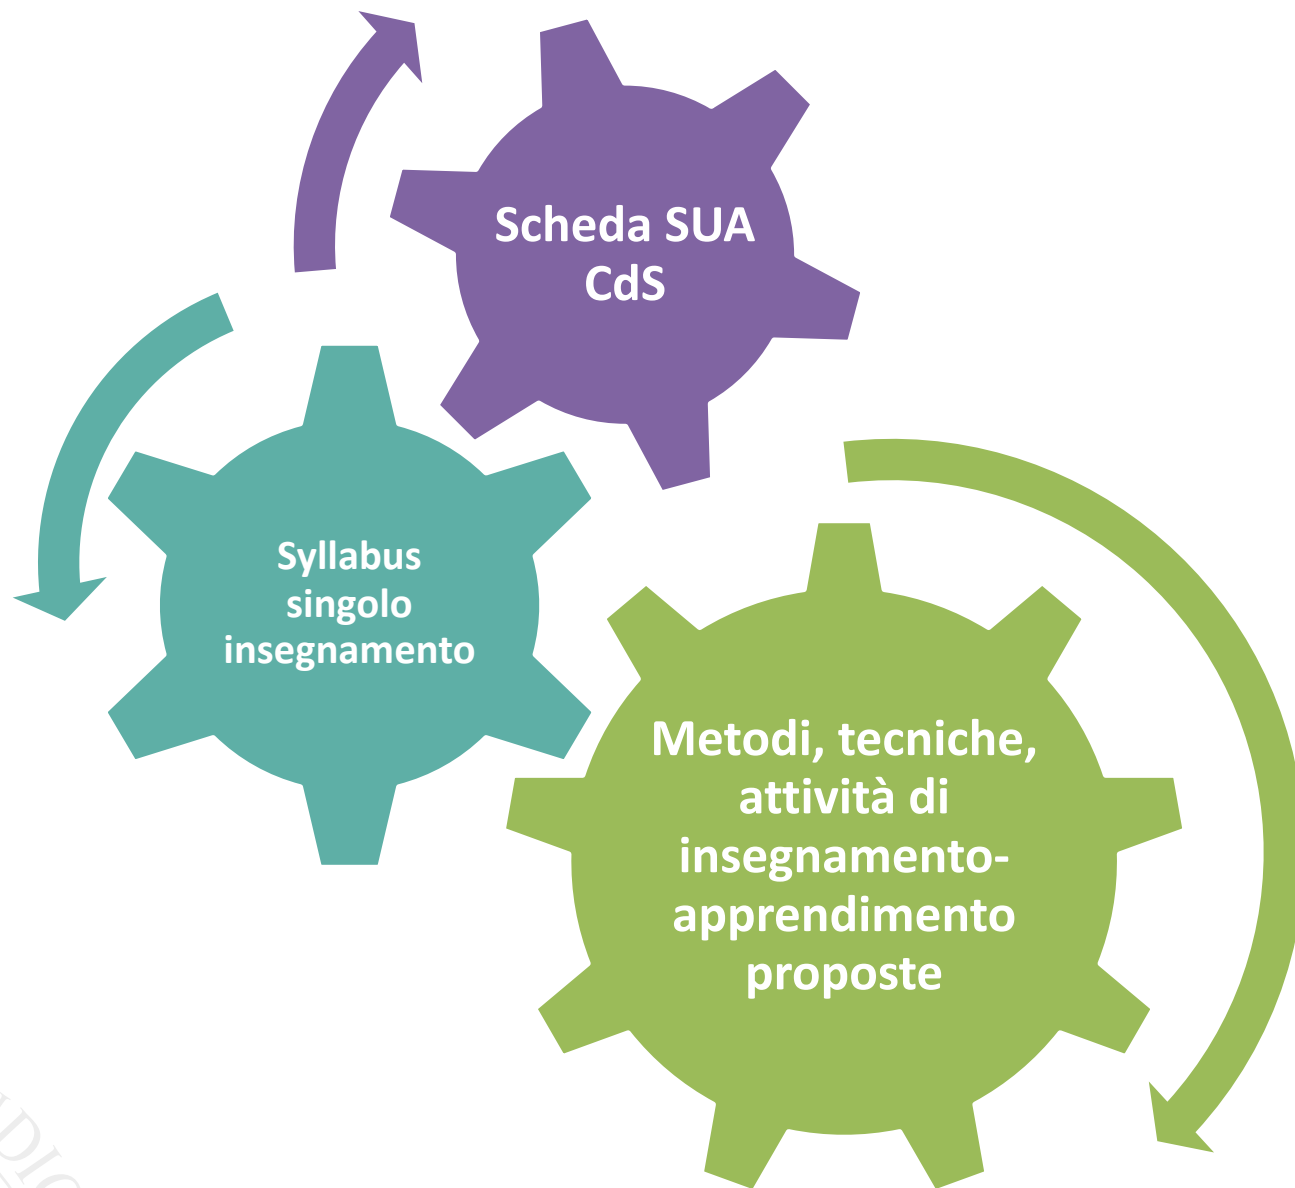 Scheda SUA
CdS
Syllabus
singolo
insegnamento
Metodi, tecniche,
attività di
insegnamento-
apprendimento
proposte